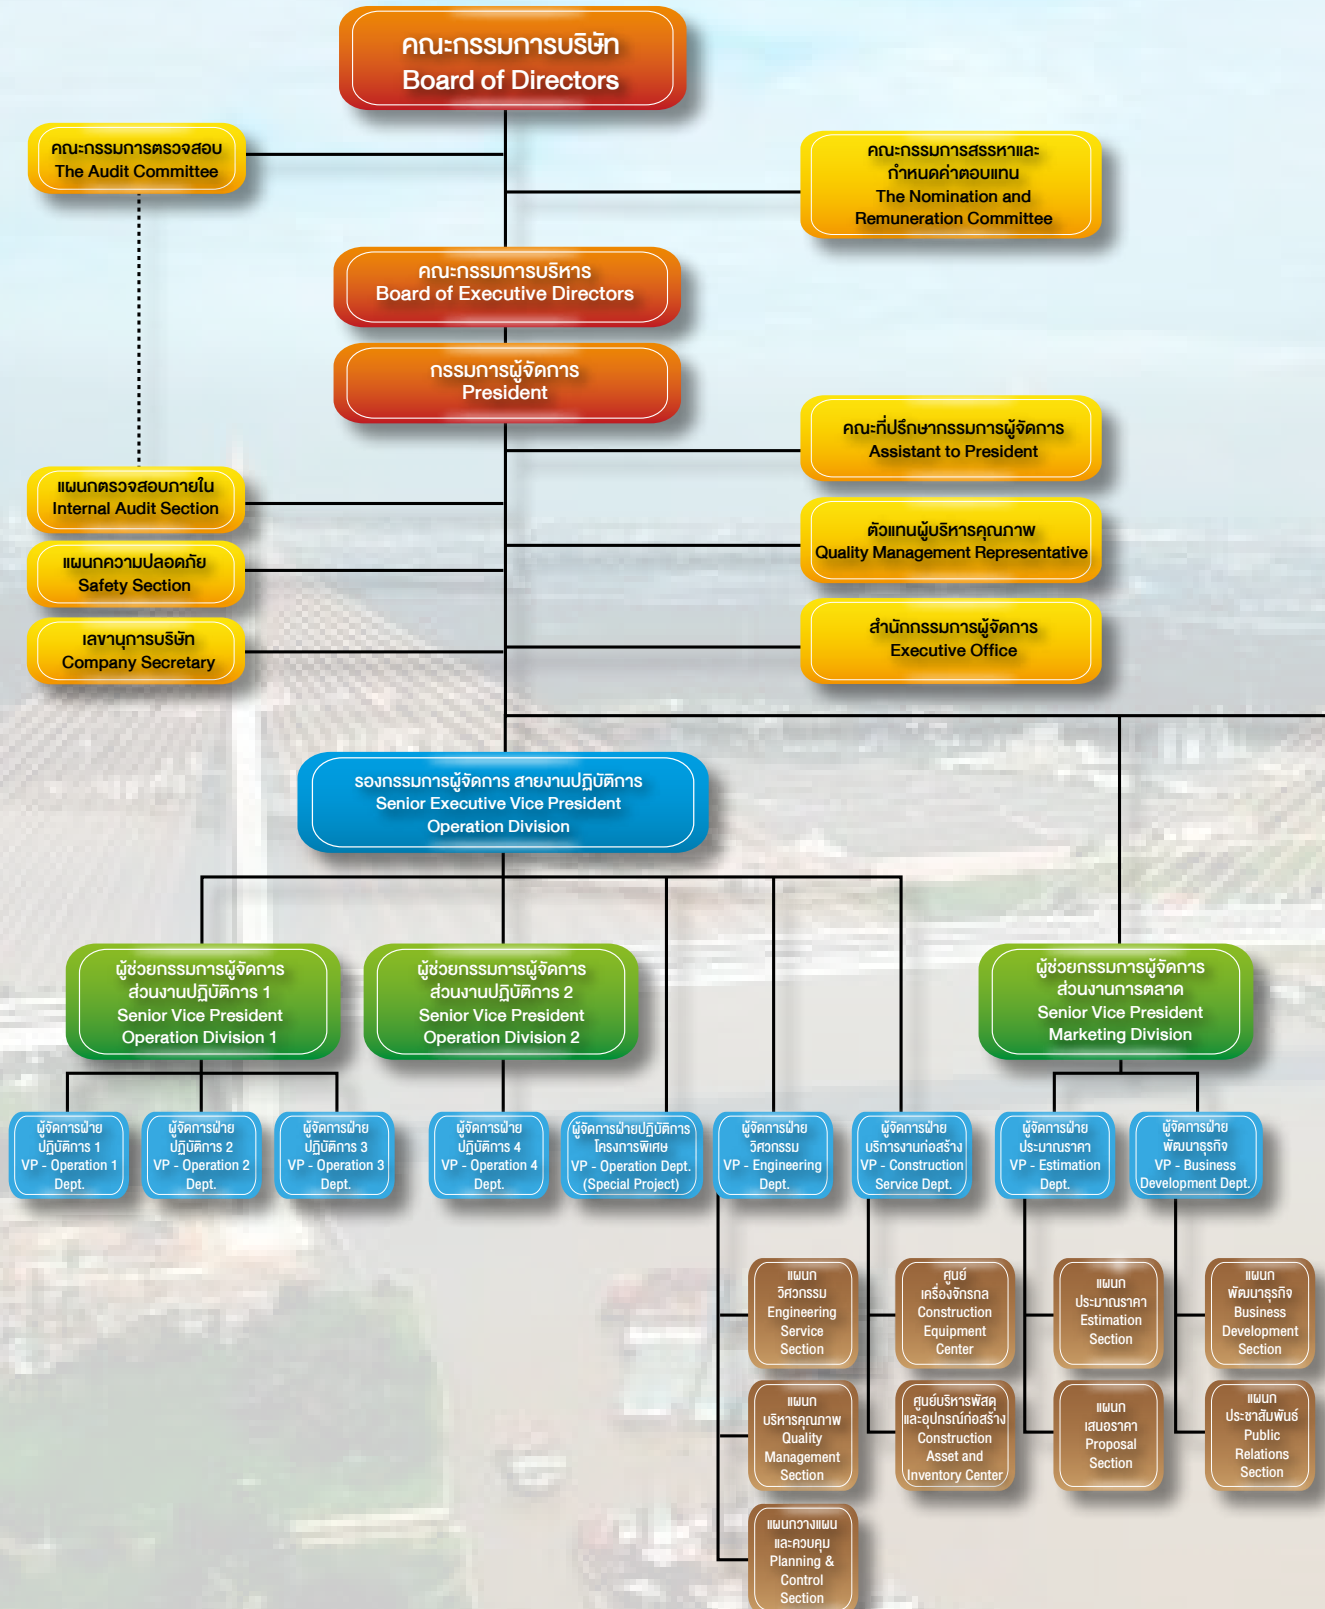 คณะกรรมการบริษัท
Board of Directors
คณะกรรมการตรวจสอบ
The Audit Committee
คณะกรรมการสรรหาและ
กำหนดค่าตอบแทน
The Nomination and
Remuneration Committee
คณะกรรมการบริหาร
Board of Executive Directors
กรรมการผู้จัดการ
President
คณะที่ปรึกษากรรมการผู้จัดการ
Assistant to President
แผนกตรวจสอบภายใน
Internal Audit Section
ตัวแทนผู้บริหารคุณภาพ
Quality Management Representative
แผนกความปลอดภัย
Safety Section
เลขานุการบริษัท
Company Secretary
สำนักกรรมการผู้จัดการ
Executive Office
รองกรรมการผู้จัดการ สายงานปฏิบัติการ
Senior Executive Vice President
Operation Division
ผู้ช่วยกรรมการผู้จัดการ
ส่วนงานปฏิบัติการ 1
Senior Vice President
Operation Division 1
ผู้ช่วยกรรมการผู้จัดการ
ส่วนงานปฏิบัติการ 2
Senior Vice President
Operation Division 2
ผู้ช่วยกรรมการผู้จัดการ
ส่วนงานการตลาด
Senior Vice President
Marketing Division
ผู้จัดการฝ่าย
ปฏิบัติการ 1
VP - Operation 1
Dept.
ผู้จัดการฝ่าย
ปฏิบัติการ 2
VP - Operation 2
Dept.
ผู้จัดการฝ่าย
ปฏิบัติการ 3
VP - Operation 3
Dept.
ผู้จัดการฝ่าย
ปฏิบัติการ 4
VP - Operation 4
Dept.
ผู้จัดการฝ่ายปฏิบัติการ
โครงการพิเศษ
VP - Operation Dept.
(Special Project)
ผู้จัดการฝ่าย
วิศวกรรม
VP - Engineering
Dept.
ผู้จัดการฝ่าย
บริการงานก่อสร้าง
VP - Construction
Service Dept.
ผู้จัดการฝ่าย
ประมาณราคา
VP - Estimation
Dept.
ผู้จัดการฝ่าย
พัฒนาธุรกิจ
VP - Business
Development Dept.
แผนก
วิศวกรรม
Engineering
Service
Section
ศูนย์
เครื่องจักรกล
Construction
Equipment
Center
แผนก
ประมาณราคา
Estimation
Section
แผนก
พัฒนาธุรกิจ
Business
Development
Section
แผนก
บริหารคุณภาพ
Quality
Management
Section
ศูนย์บริหารพัสดุ
และอุปกรณ์ก่อสร้าง
Construction
Asset and
Inventory Center
แผนก
เสนอราคา
Proposal
Section
แผนก
ประชาสัมพันธ์
Public
Relations
Section
แผนกวางแผน
และควบคุม
Planning &
Control
Section